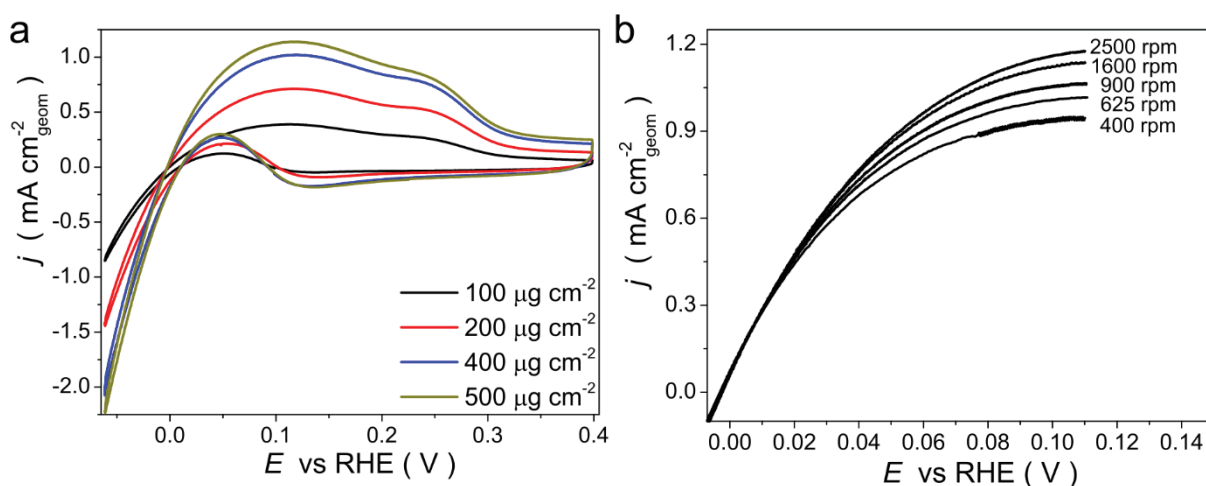 a
1.0
0.5
0.0
-0.5
-1.0
-1.5
-2.0
j ( mA cm⁻²geom )
100 μg cm⁻²
200 μg cm⁻²
400 μg cm⁻²
500 μg cm⁻²
0.0 0.1 0.2 0.3 0.4
E vs RHE ( V )
b
1.2
0.9
0.6
0.3
0.0
j ( mA cm⁻²geom )
2500 rpm
1600 rpm
900 rpm
625 rpm
400 rpm
0.00 0.02 0.04 0.06 0.08 0.10 0.12 0.14
E vs RHE ( V )